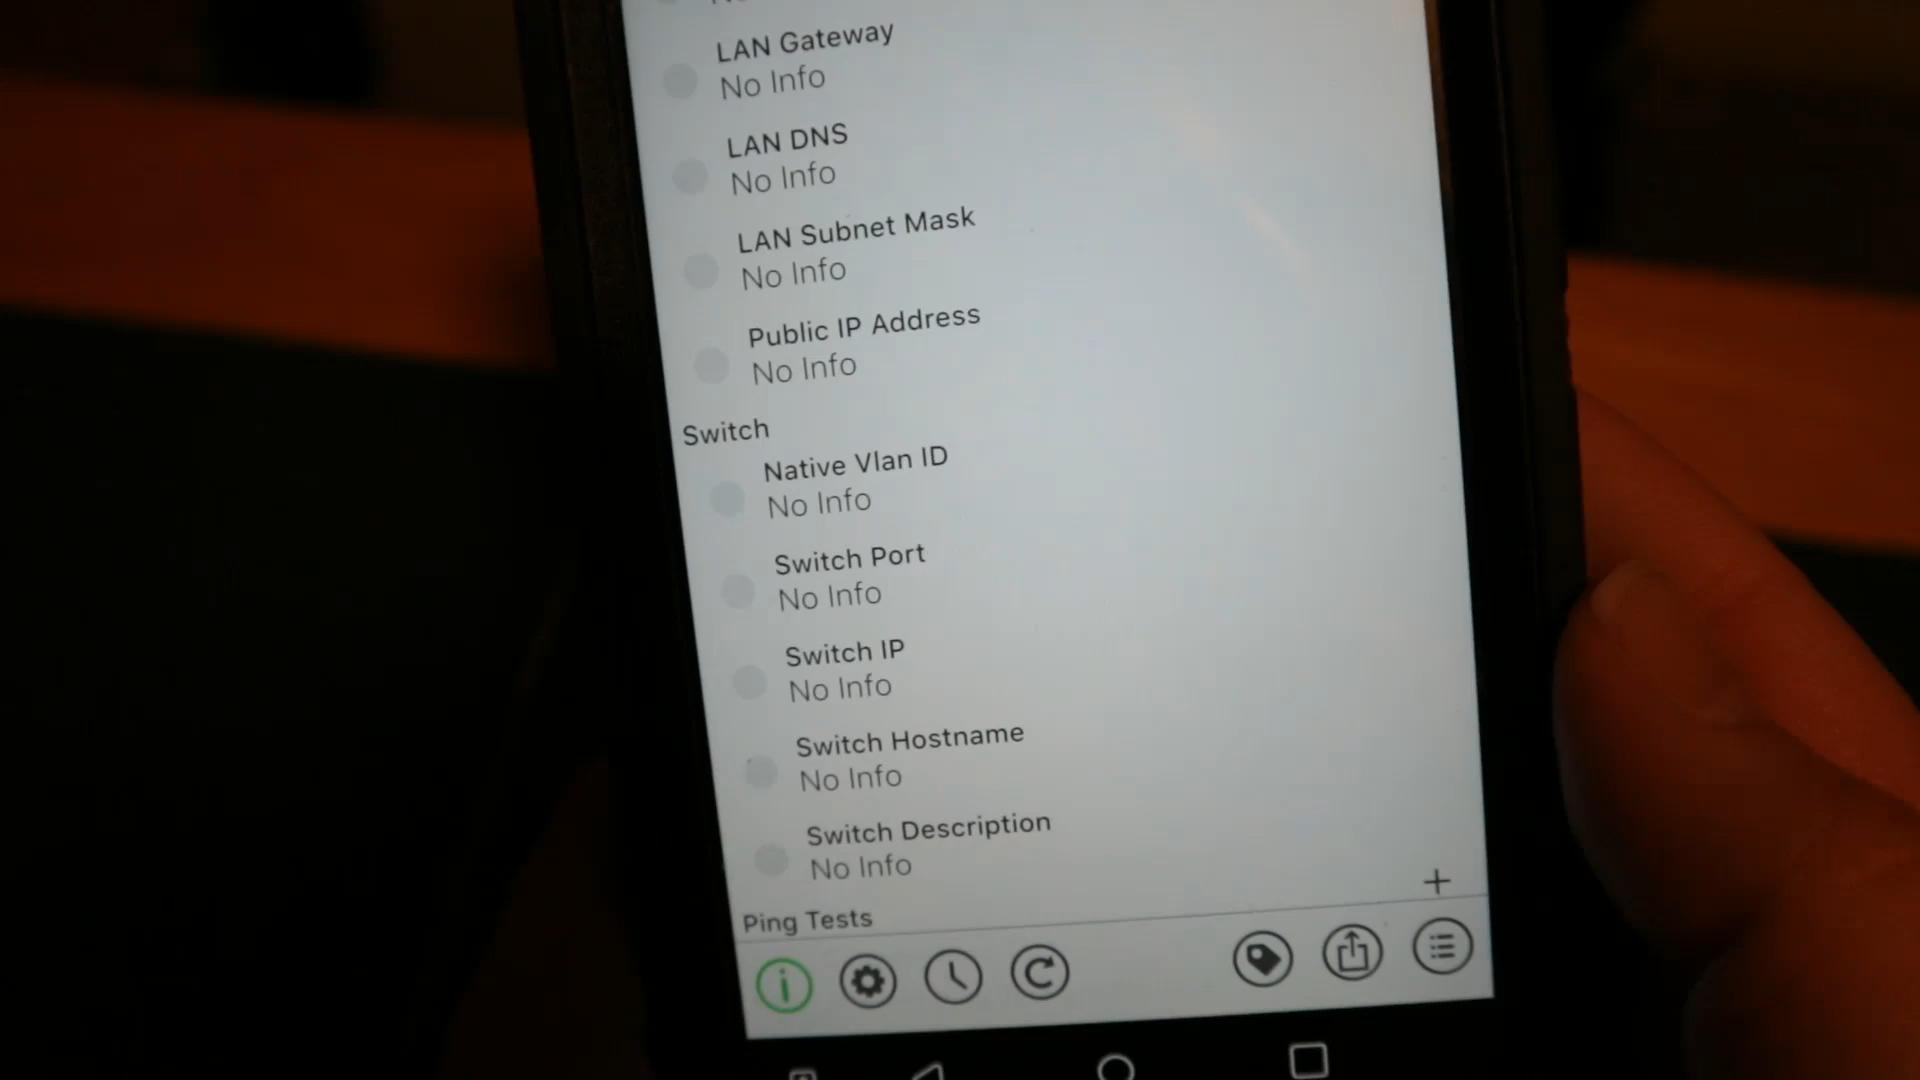 LAN Gateway
No Info
LAN DNS
No Info
LAN Subnet Mask
No Info
Public IP Address
No Info
Switch
Native Vlan ID
No Info
Switch Port
No Info
Switch IP
No Info
Switch Hostname
No Info
Switch Description
No Info
Ping Tests